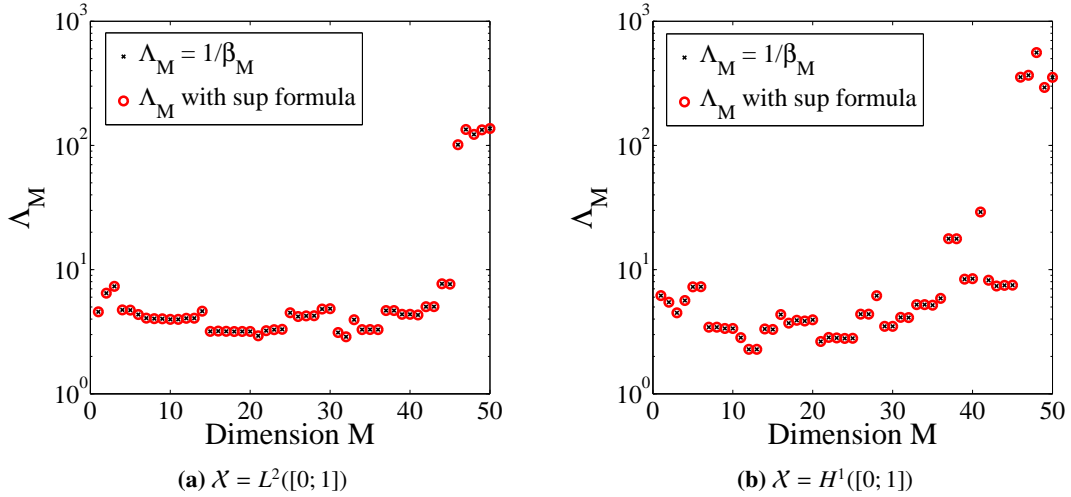 10³
Λ_M = 1/β_M
Λ_M with sup formula
10²
Λ_M
10¹
10⁰
0 10 20 30 40 50
Dimension M
(a) 𝒳 = L²([0; 1])
10³
Λ_M = 1/β_M
Λ_M with sup formula
10²
Λ_M
10¹
10⁰
0 10 20 30 40 50
Dimension M
(b) 𝒳 = H¹([0; 1])